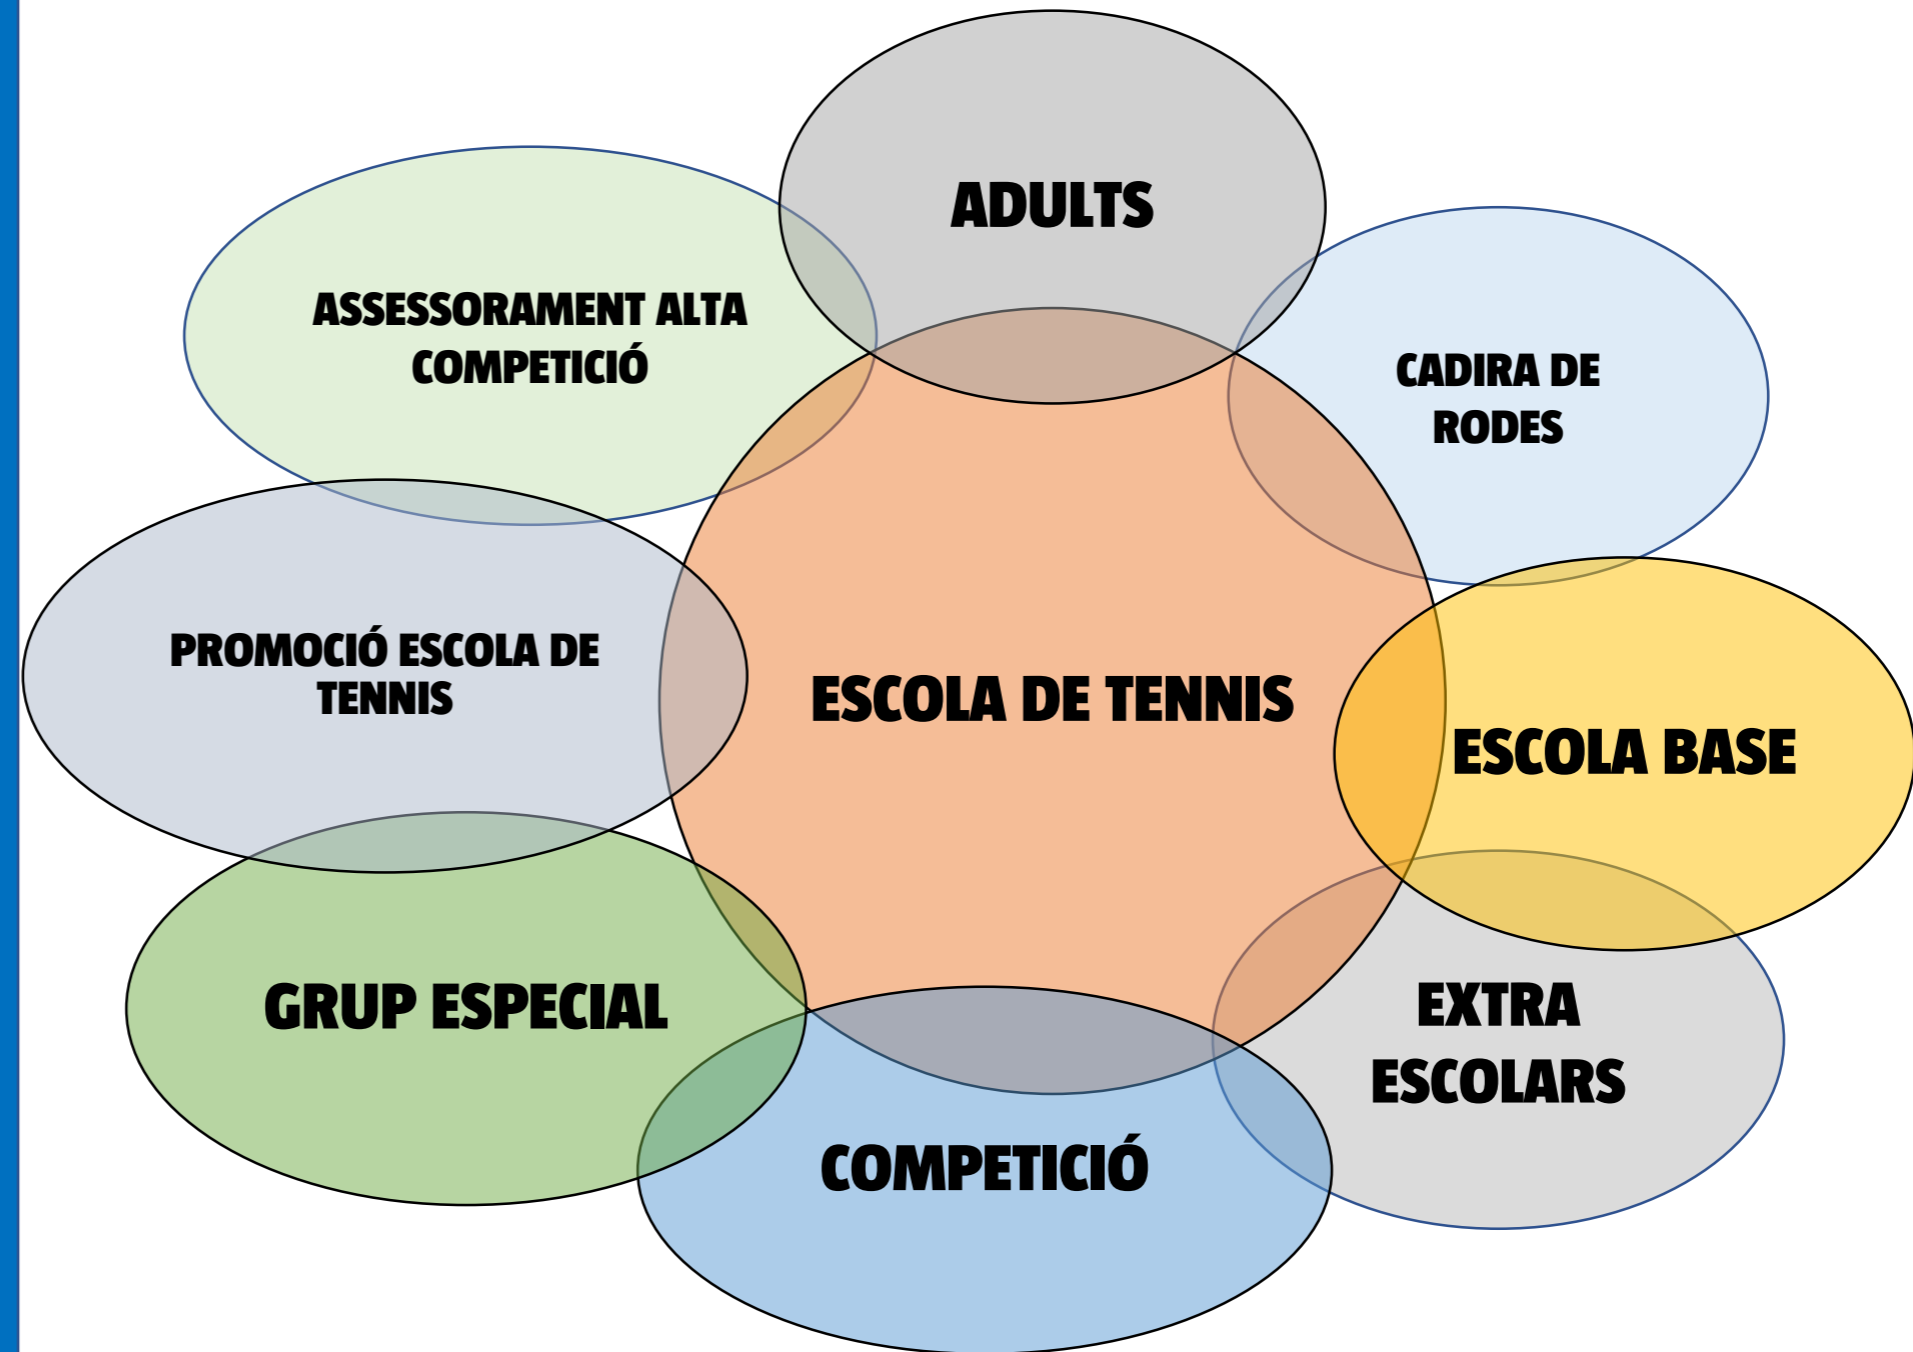 ADULTS
ASSESSORAMENT ALTA
COMPETICIÓ
CADIRA DE
RODES
PROMOCIÓ ESCOLA DE
TENNIS
ESCOLA DE TENNIS
ESCOLA BASE
GRUP ESPECIAL
EXTRA
ESCOLARS
COMPETICIÓ